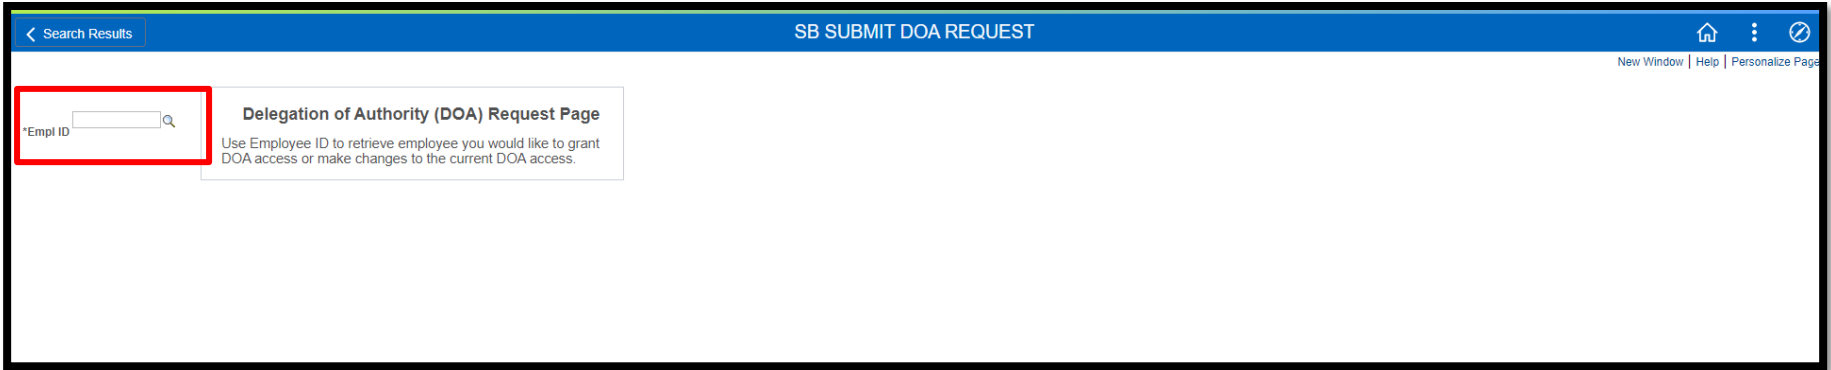 Search Results
SB SUBMIT DOA REQUEST
New Window | Help | Personalize Page
*Empl ID
Delegation of Authority (DOA) Request Page
Use Employee ID to retrieve employee you would like to grant
DOA access or make changes to the current DOA access.